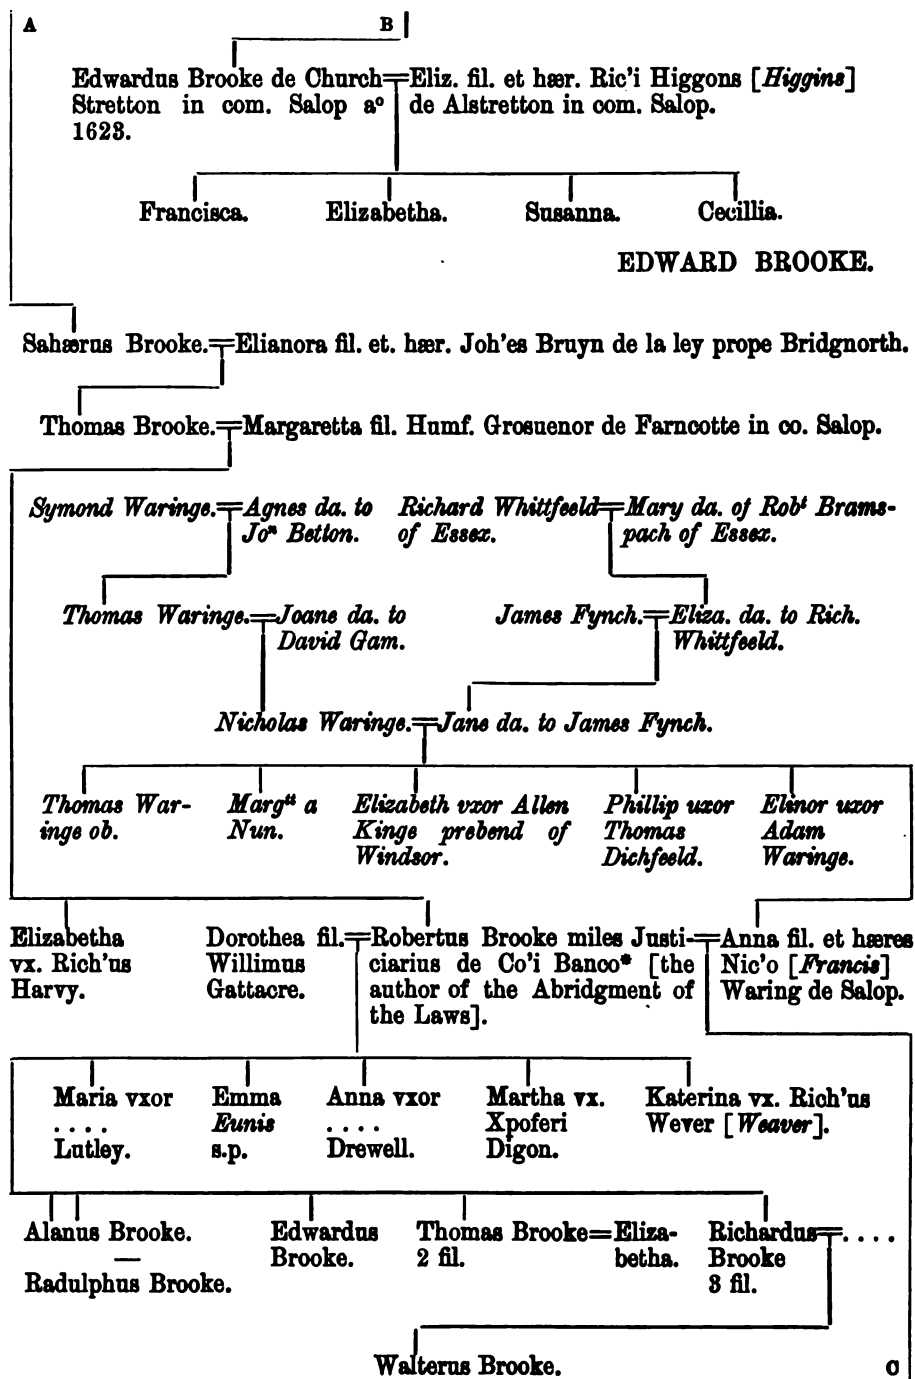 A B
Edwardus Brooke de Church=Eliz. fil. et hær. Ric'i Higgons [Higgins]
Stretton in com. Salop aº de Alstretton in com. Salop.
1623.
Francisca. Elizabetha. Susanna. Cecillia.
EDWARD BROOKE.
Sahærus Brooke.=Elianora fil. et. hær. Joh'es Bruyn de la ley prope Bridgnorth.
Thomas Brooke.=Margaretta fil. Humf. Grosuenor de Farncotte in co. Salop.
Symond Waringe.=Agnes da. to Richard Whittfeeld=Mary da. of Robᵗ Brams-
Joⁿ Betton. of Essex. pach of Essex.
Thomas Waringe.=Joane da. to James Fynch.=Eliza. da. to Rich.
David Gam. Whittfeeld.
Nicholas Waringe.=Jane da. to James Fynch.
Thomas War- Margᵗᵗ a Elizabeth vxor Allen Phillip uxor Elinor uxor
inge ob. Nun. Kinge prebend of Thomas Adam
Windsor. Dichfeeld. Waringe.
Elizabetha Dorothea fil.=Robertus Brooke miles Justi-=Anna fil. et hæres
vx. Rich'us Willimus ciarius de Co'i Banco* [the Nic'o [Francis]
Harvy. Gattacre. author of the Abridgment of Waring de Salop.
the Laws].
Maria vxor Emma Anna vxor Martha vx. Katerina vx. Rich'us
. . . . Eunis . . . . Xpoferi Wever [Weaver].
Lutley. s.p. Drewell. Digon.
Alanus Brooke. Edwardus Thomas Brooke=Eliza- Richardus=. . . .
— Brooke. 2 fil. betha. Brooke
Radulphus Brooke. 3 fil.
Walterus Brooke. C